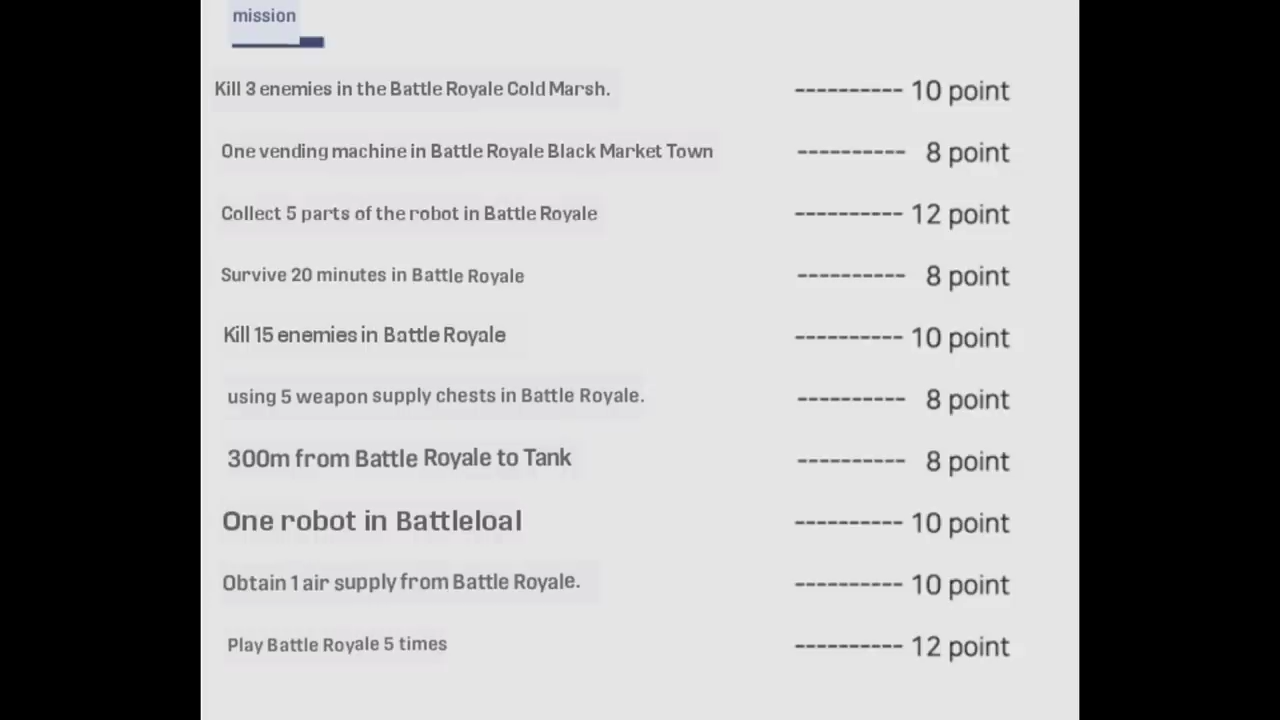 mission
Kill 3 enemies in the Battle Royale Cold Marsh. ---------- 10 point
One vending machine in Battle Royale Black Market Town ---------- 8 point
Collect 5 parts of the robot in Battle Royale ---------- 12 point
Survive 20 minutes in Battle Royale ---------- 8 point
Kill 15 enemies in Battle Royale ---------- 10 point
using 5 weapon supply chests in Battle Royale. ---------- 8 point
300m from Battle Royale to Tank ---------- 8 point
One robot in Battleloal ---------- 10 point
Obtain 1 air supply from Battle Royale. ---------- 10 point
Play Battle Royale 5 times ---------- 12 point